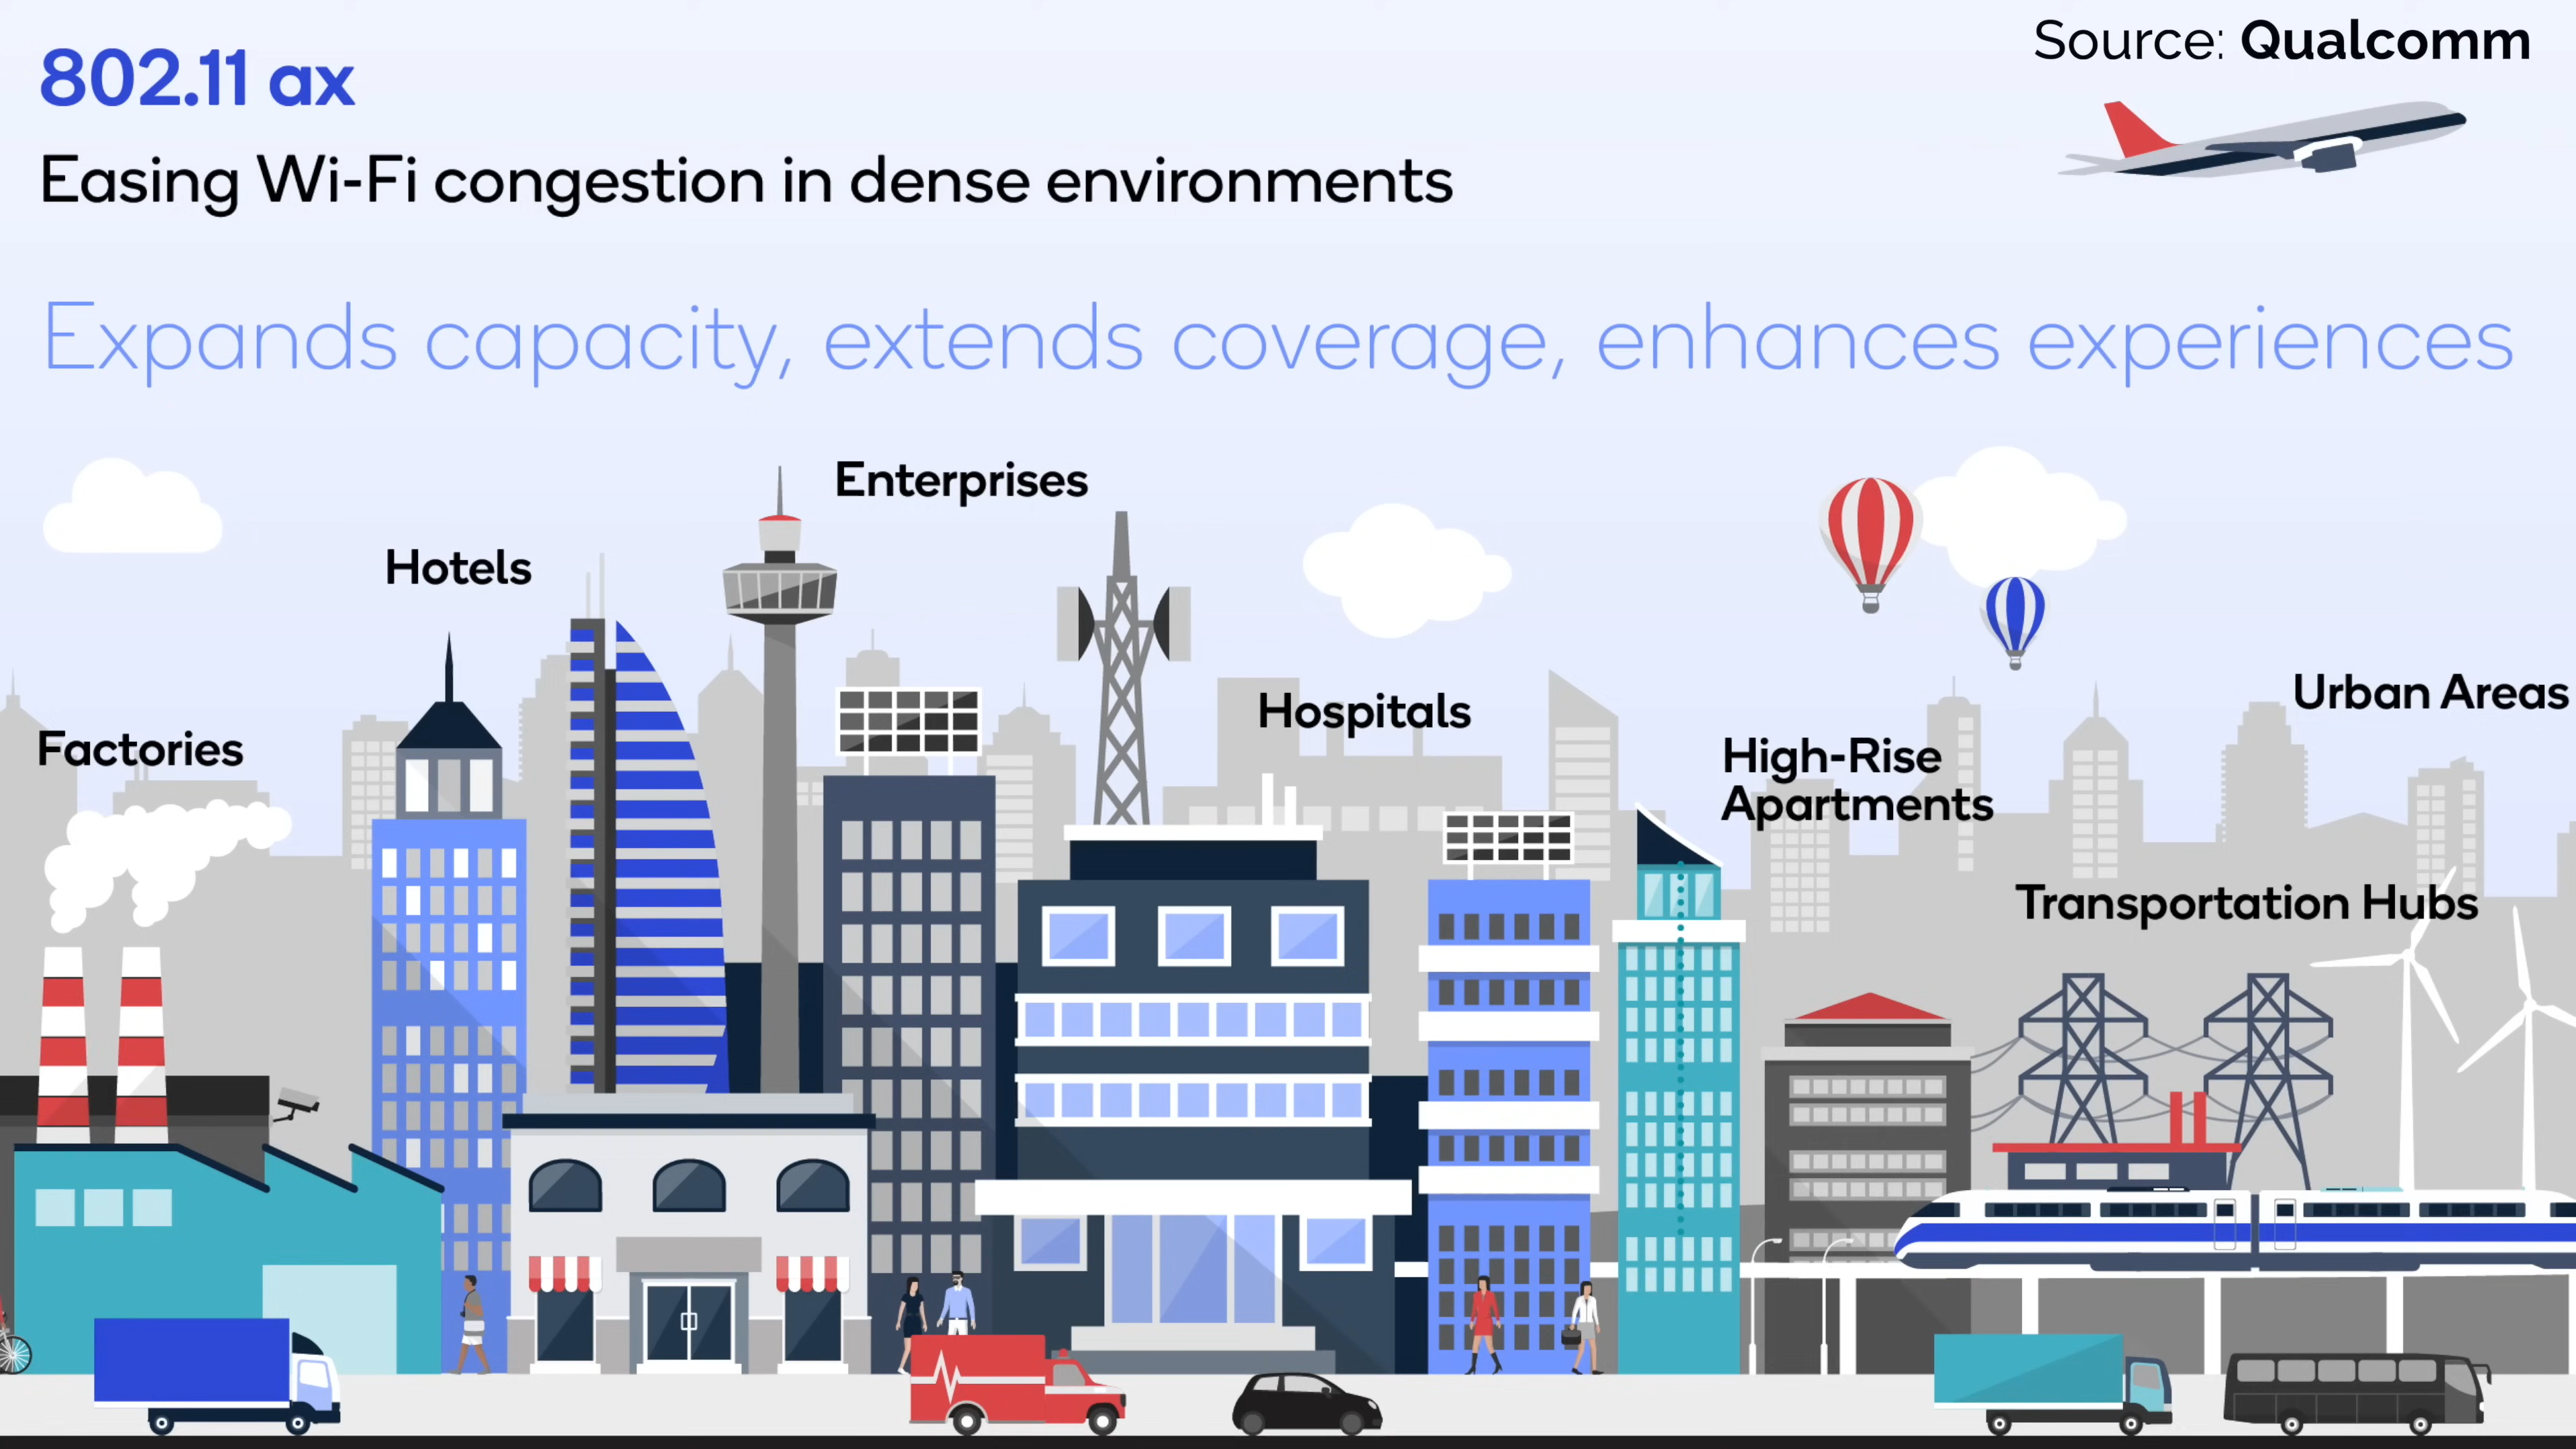 802.11 ax
Source: Qualcomm
Easing Wi-Fi congestion in dense environments
Expands capacity, extends coverage, enhances experiences
Enterprises
Hotels
Factories
Hospitals
High-Rise
Apartments
Urban Areas
Transportation Hubs